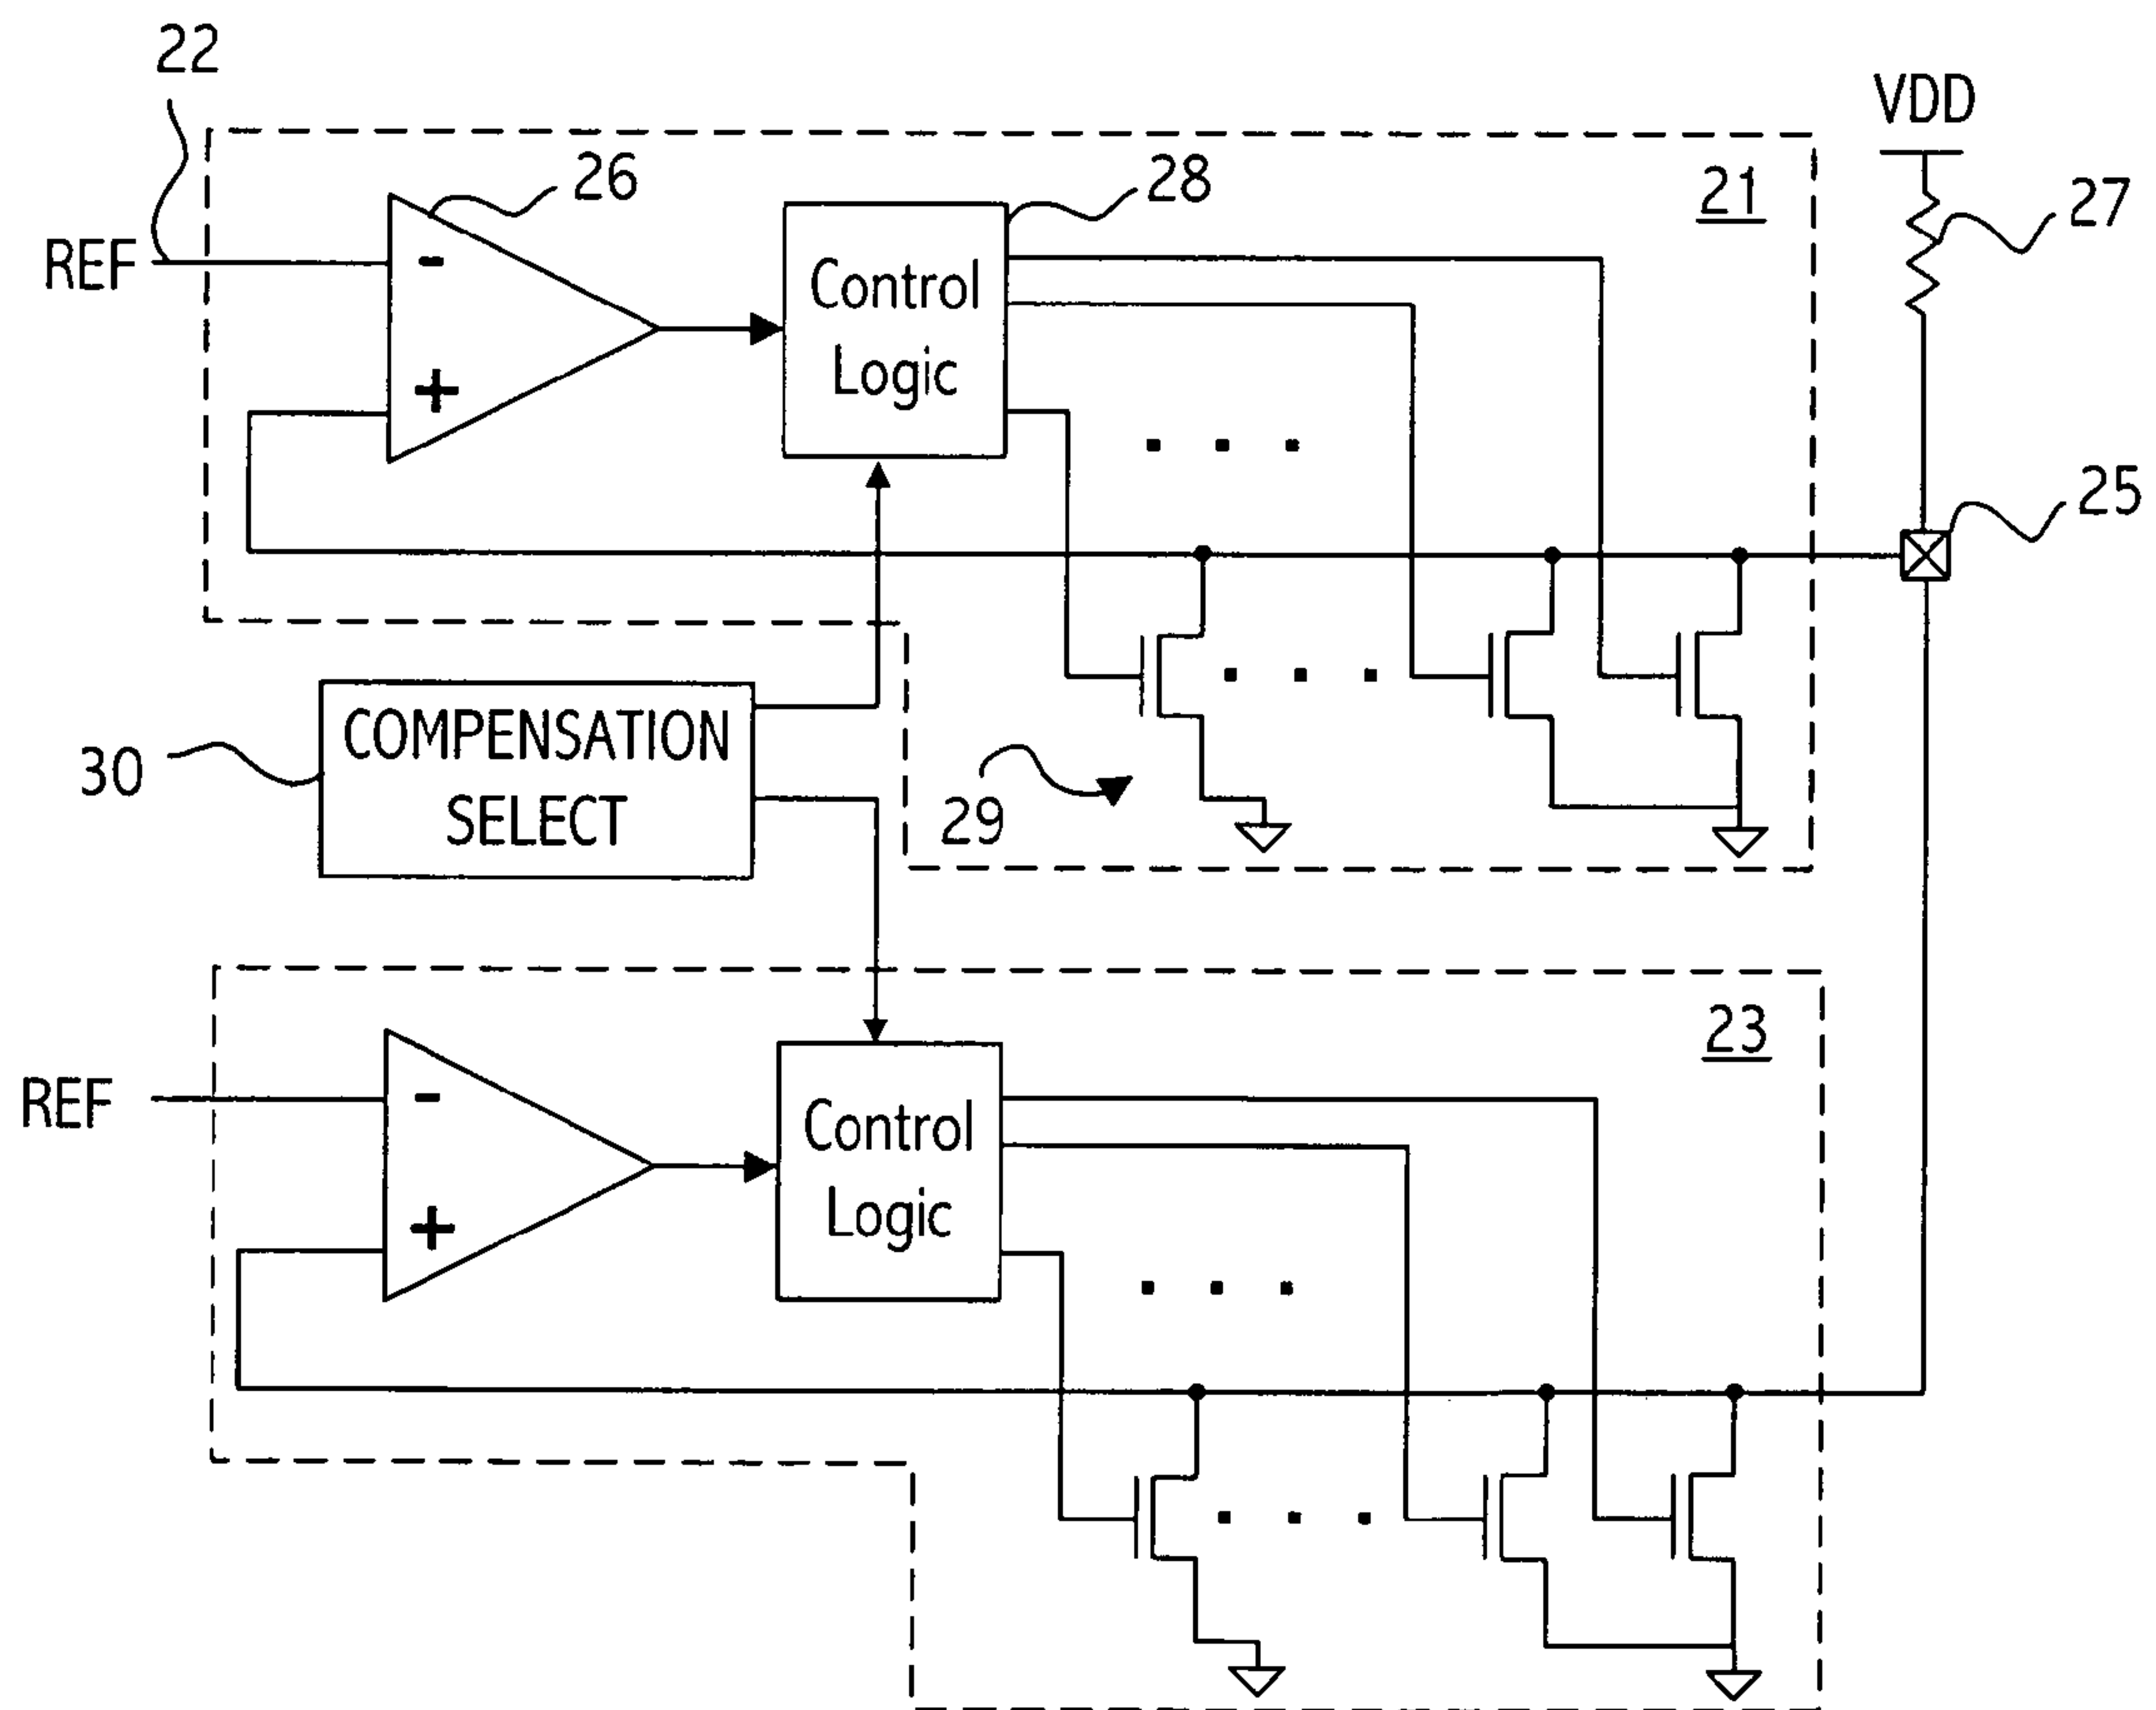 22
VDD
26
28
21
27
REF
-
Control
Logic
+
25
COMPENSATION
SELECT
30
29
23
REF
-
Control
Logic
+